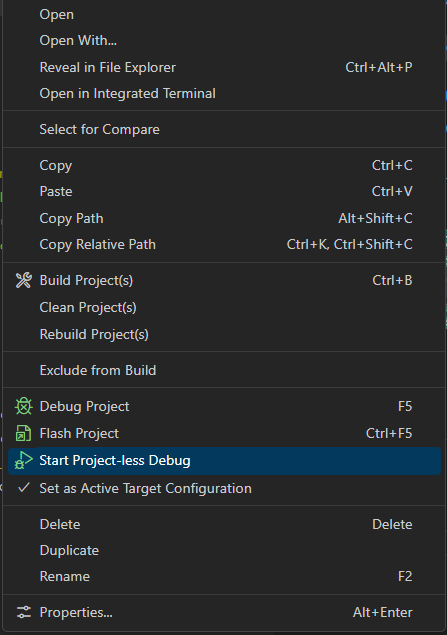 Open
Open With...
Reveal in File Explorer Ctrl+Alt+P
Open in Integrated Terminal
Select for Compare
Copy Ctrl+C
Paste Ctrl+V
Copy Path Alt+Shift+C
Copy Relative Path Ctrl+K, Ctrl+Shift+C
Build Project(s) Ctrl+B
Clean Project(s)
Rebuild Project(s)
Exclude from Build
Debug Project F5
Flash Project Ctrl+F5
Start Project-less Debug
Set as Active Target Configuration
Delete Delete
Duplicate
Rename F2
Properties... Alt+Enter